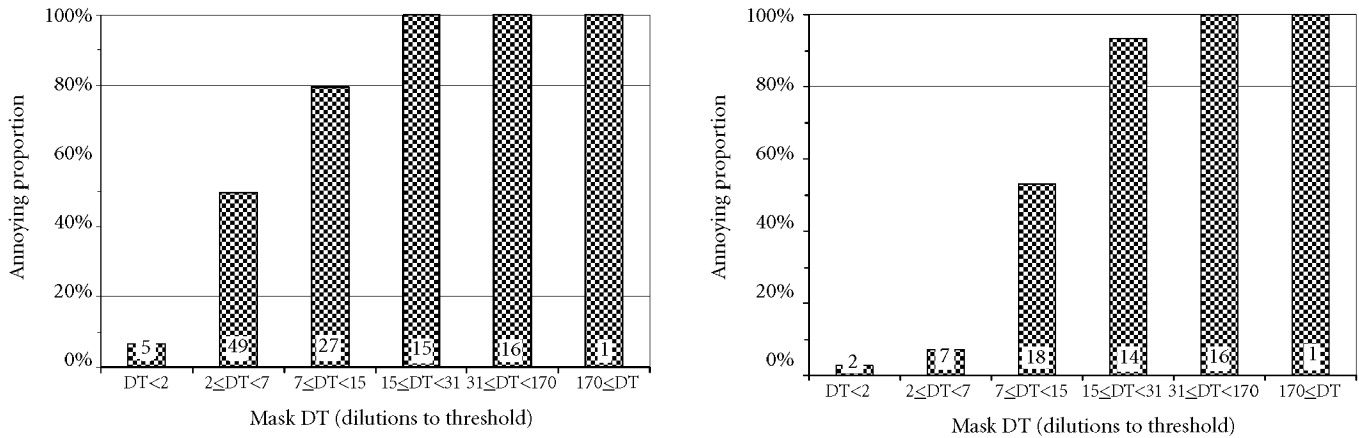 100%
80%
60%
40%
20%
0%
Annoying proportion
5
49
27
15
16
1
DT<2
2≤DT<7
7≤DT<15
15≤DT<31
31≤DT<170
170≤DT
Mask DT (dilutions to threshold)
100%
80%
60%
40%
20%
0%
Annoying proportion
2
7
18
14
16
1
DT<2
2≤DT<7
7≤DT<15
15≤DT<31
31≤DT<170
170≤DT
Mask DT (dilutions to threshold)